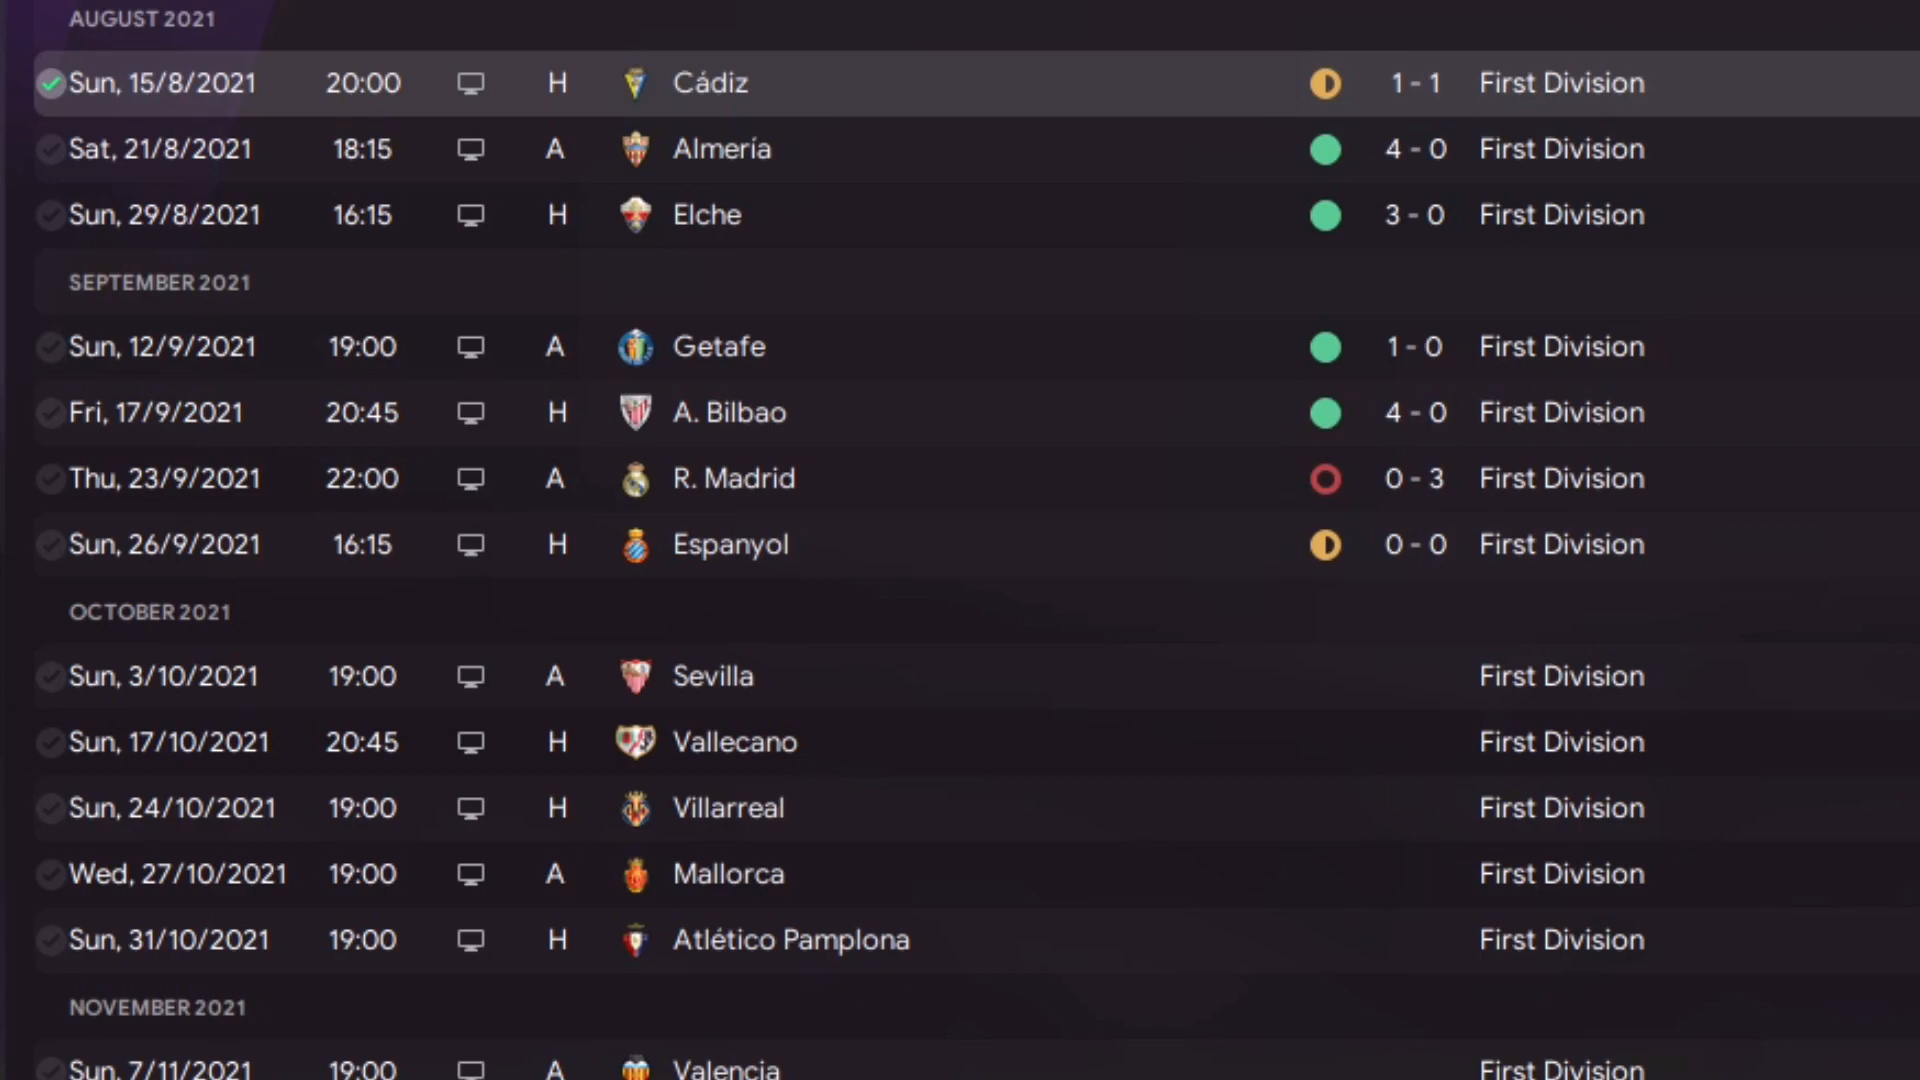 AUGUST 2021
Sun, 15/8/2021 20:00 H Cádiz 1 - 1 First Division
Sat, 21/8/2021 18:15 A Almería 4 - 0 First Division
Sun, 29/8/2021 16:15 H Elche 3 - 0 First Division
SEPTEMBER 2021
Sun, 12/9/2021 19:00 A Getafe 1 - 0 First Division
Fri, 17/9/2021 20:45 H A. Bilbao 4 - 0 First Division
Thu, 23/9/2021 22:00 A R. Madrid 0 - 3 First Division
Sun, 26/9/2021 16:15 H Espanyol 0 - 0 First Division
OCTOBER 2021
Sun, 3/10/2021 19:00 A Sevilla First Division
Sun, 17/10/2021 20:45 H Vallecano First Division
Sun, 24/10/2021 19:00 H Villarreal First Division
Wed, 27/10/2021 19:00 A Mallorca First Division
Sun, 31/10/2021 19:00 H Atlético Pamplona First Division
NOVEMBER 2021
Sun, 7/11/2021 19:00 A Valencia First Division